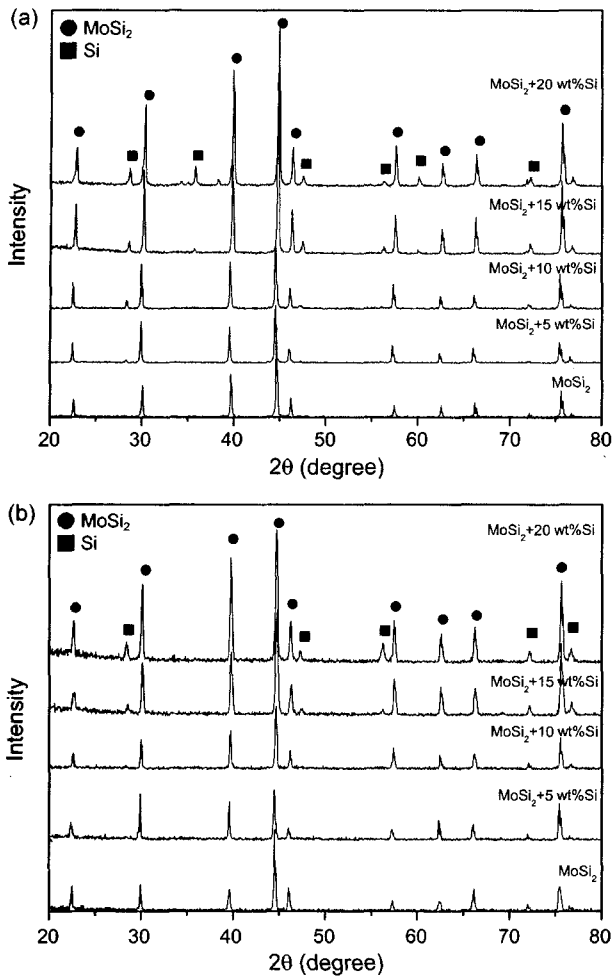 (a)
MoSi₂
Si
MoSi₂+20 wt%Si
MoSi₂+15 wt%Si
MoSi₂+10 wt%Si
MoSi₂+5 wt%Si
MoSi₂
Intensity
20 30 40 50 60 70 80
2θ (degree)
(b)
MoSi₂
Si
MoSi₂+20 wt%Si
MoSi₂+15 wt%Si
MoSi₂+10 wt%Si
MoSi₂+5 wt%Si
MoSi₂
Intensity
20 30 40 50 60 70 80
2θ (degree)